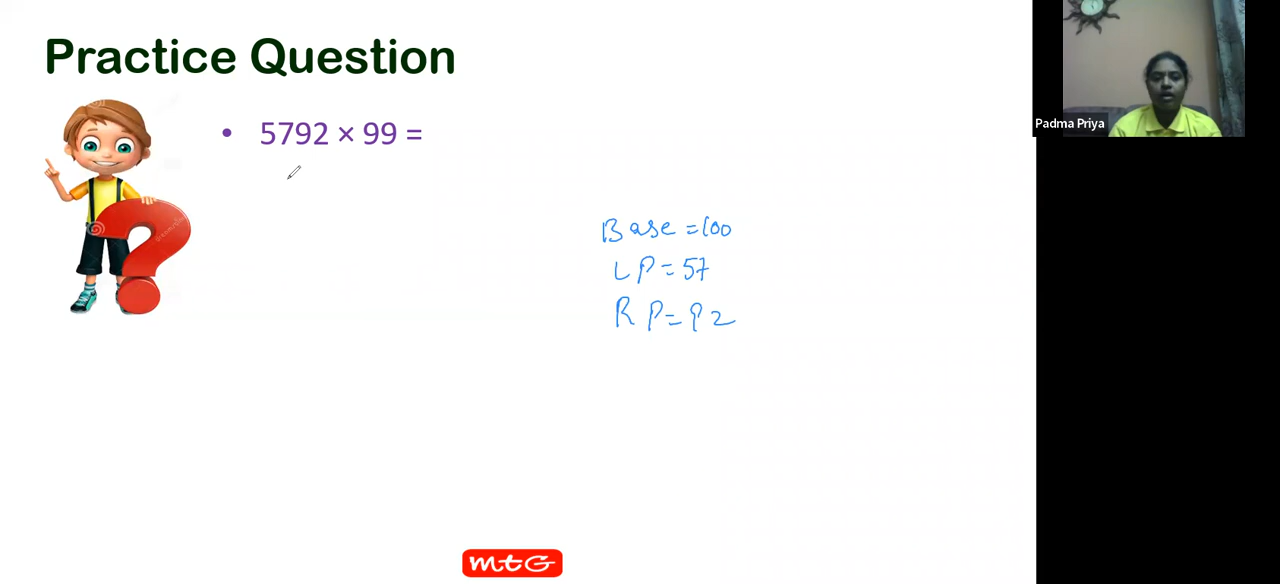 Practice Question
• 5792 × 99 =
Base = 100
LP = 57
RP = 92
Padma Priya
mtG